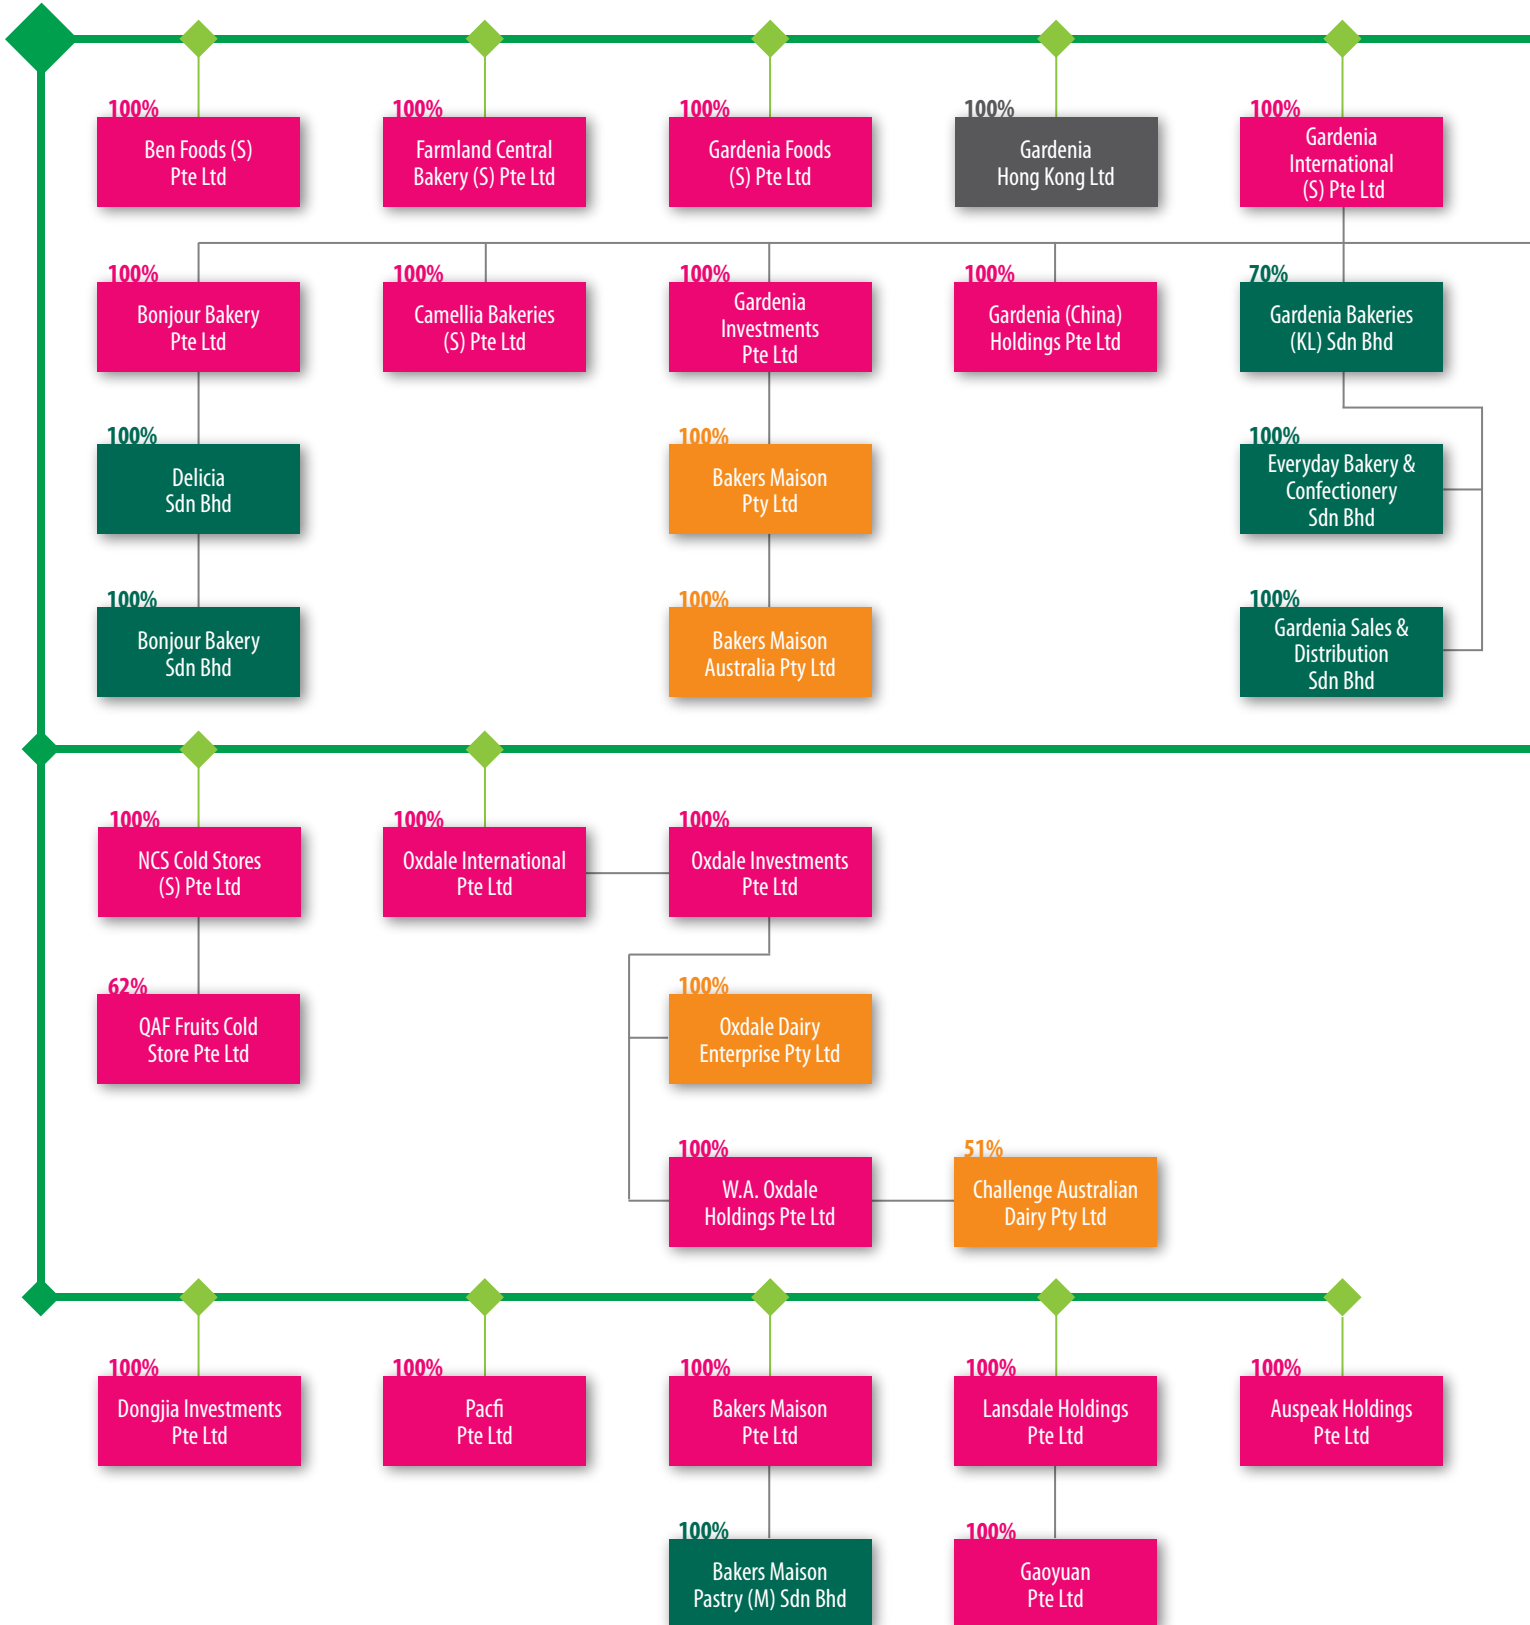 100%
Ben Foods (S)
Pte Ltd
100%
Farmland Central
Bakery (S) Pte Ltd
100%
Gardenia Foods
(S) Pte Ltd
100%
Gardenia
Hong Kong Ltd
100%
Gardenia
International
(S) Pte Ltd
100%
Bonjour Bakery
Pte Ltd
100%
Camellia Bakeries
(S) Pte Ltd
100%
Gardenia
Investments
Pte Ltd
100%
Gardenia (China)
Holdings Pte Ltd
70%
Gardenia Bakeries
(KL) Sdn Bhd
100%
Delicia
Sdn Bhd
100%
Bakers Maison
Pty Ltd
100%
Everyday Bakery &
Confectionery
Sdn Bhd
100%
Bonjour Bakery
Sdn Bhd
100%
Bakers Maison
Australia Pty Ltd
100%
Gardenia Sales &
Distribution
Sdn Bhd
100%
NCS Cold Stores
(S) Pte Ltd
100%
Oxdale International
Pte Ltd
100%
Oxdale Investments
Pte Ltd
62%
QAF Fruits Cold
Store Pte Ltd
100%
Oxdale Dairy
Enterprise Pty Ltd
100%
W.A. Oxdale
Holdings Pte Ltd
51%
Challenge Australian
Dairy Pty Ltd
100%
Dongjia Investments
Pte Ltd
100%
Pacfi
Pte Ltd
100%
Bakers Maison
Pte Ltd
100%
Lansdale Holdings
Pte Ltd
100%
Auspeak Holdings
Pte Ltd
100%
Bakers Maison
Pastry (M) Sdn Bhd
100%
Gaoyuan
Pte Ltd